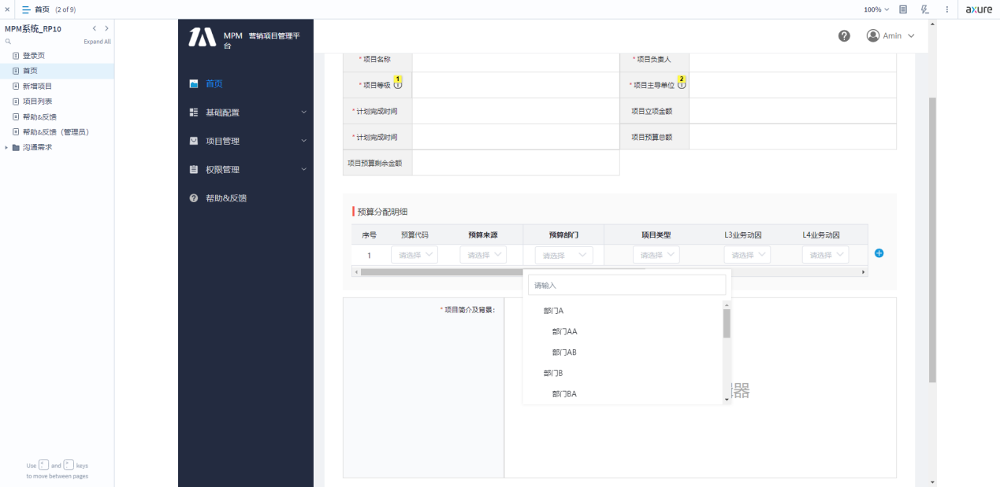 首页 (2 of 9)
100%
axure
MPM系统_RP10
Expand All
登录页
首页
新增项目
项目列表
帮助&反馈
帮助&反馈（管理员）
沟通需求
Use
and
keys
to move between pages
MPM 营销项目管理平
台
Amin
首页
基础配置
项目管理
权限管理
帮助&反馈
* 项目名称
* 项目负责人
* 项目等级
1
* 项目主导单位
2
* 计划完成时间
项目立项金额
* 计划完成时间
项目预算总额
项目预算剩余金额
预算分配明细
序号 预算代码 预算来源 预算部门 项目类型 L3业务动因 L4业务动因
1 请选择 请选择 请选择 请选择 请选择 请选择
请输入
* 项目简介及背景:
部门A
部门AA
部门AB
部门B
器
部门BA